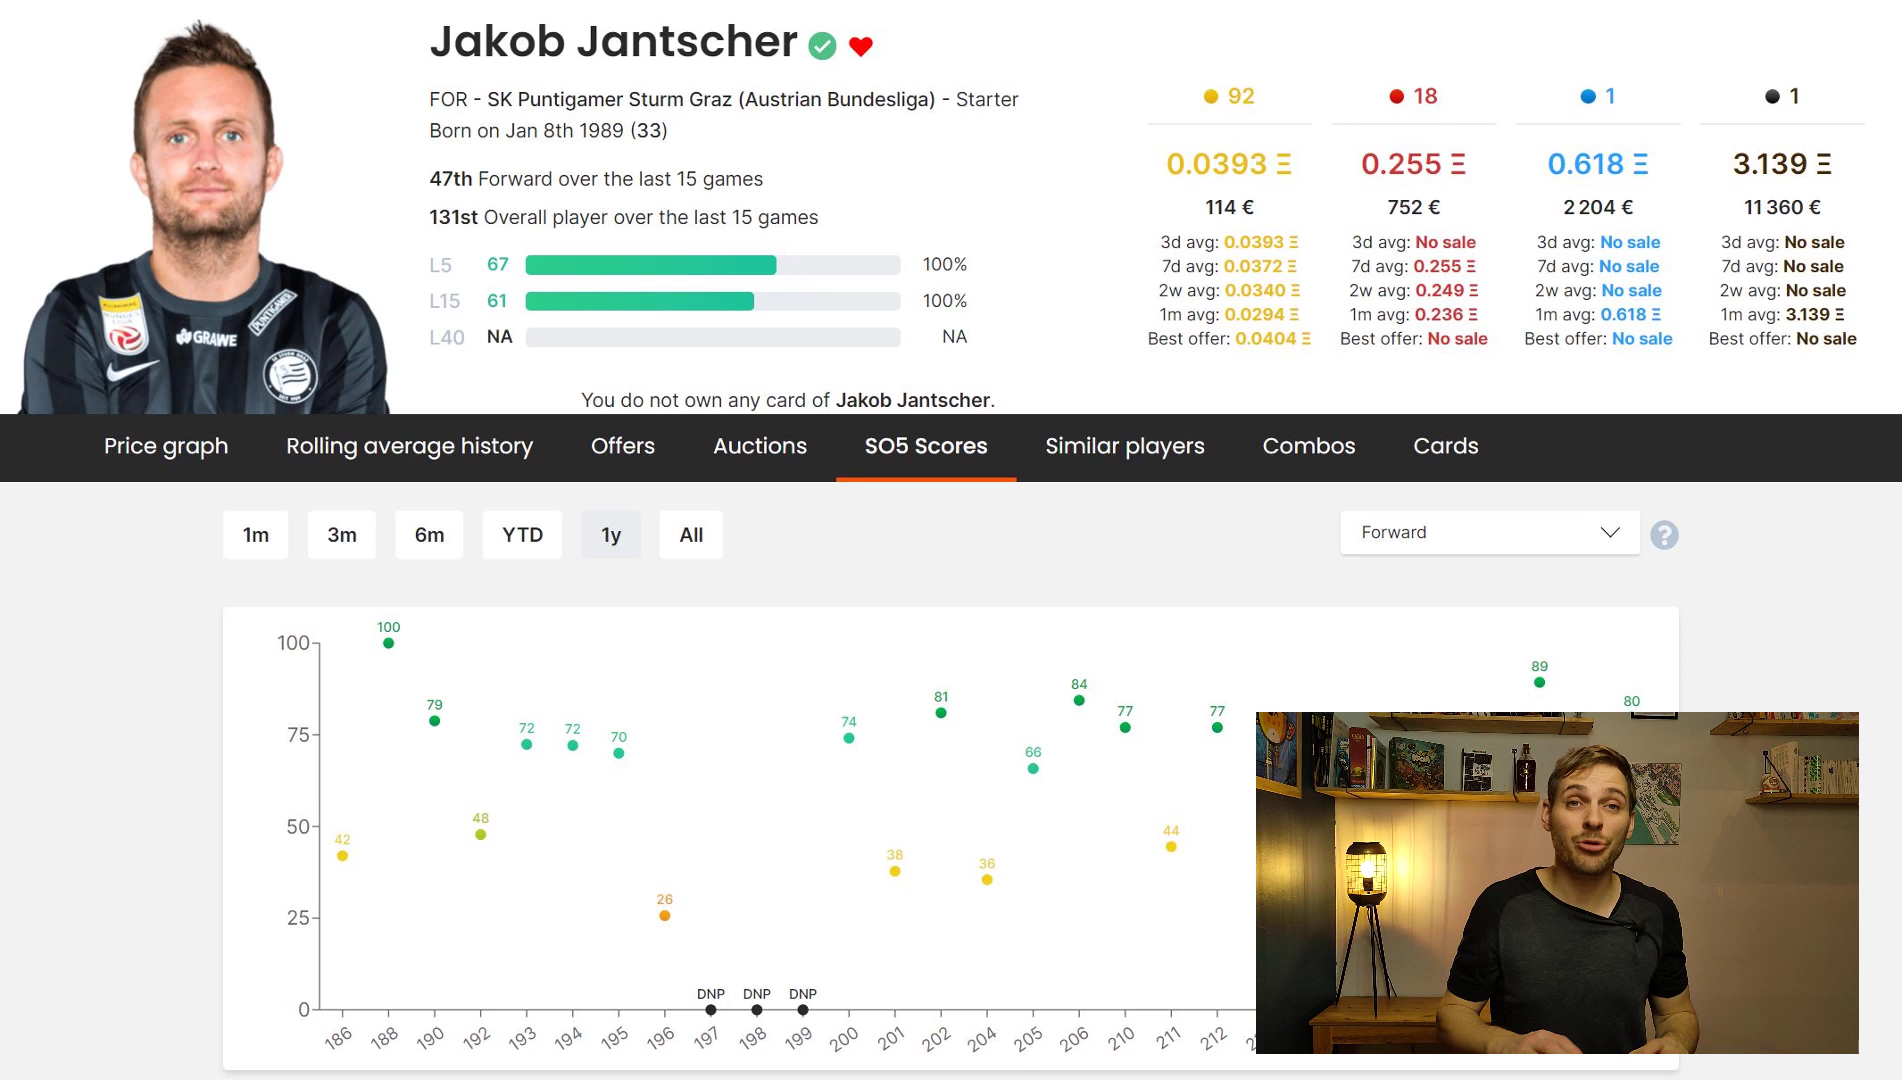 Jakob Jantscher
FOR - SK Puntigamer Sturm Graz (Austrian Bundesliga) - Starter
Born on Jan 8th 1989 (33)
47th Forward over the last 15 games
131st Overall player over the last 15 games
L5 67 100%
L15 61 100%
L40 NA NA
You do not own any card of Jakob Jantscher.
92 18 1 1
0.0393 Ξ 0.255 Ξ 0.618 Ξ 3.139 Ξ
114 € 752 € 2 204 € 11 360 €
3d avg: 0.0393 Ξ 3d avg: No sale 3d avg: No sale 3d avg: No sale
7d avg: 0.0372 Ξ 7d avg: 0.255 Ξ 7d avg: No sale 7d avg: No sale
2w avg: 0.0340 Ξ 2w avg: 0.249 Ξ 2w avg: No sale 2w avg: No sale
1m avg: 0.0294 Ξ 1m avg: 0.236 Ξ 1m avg: 0.618 Ξ 1m avg: 3.139 Ξ
Best offer: 0.0404 Ξ Best offer: No sale Best offer: No sale Best offer: No sale
PUNTIGAMER
GRAWE
Price graph Rolling average history Offers Auctions SO5 Scores Similar players Combos Cards
1m 3m 6m YTD 1y All Forward ?
100
75
50
25
0
42 100 79 48 72 72 70 26 DNP DNP DNP 74 38 81 36 66 84 77 44 77 89 80
186 188 190 192 193 194 195 196 197 198 199 200 201 202 204 205 206 210 211 212